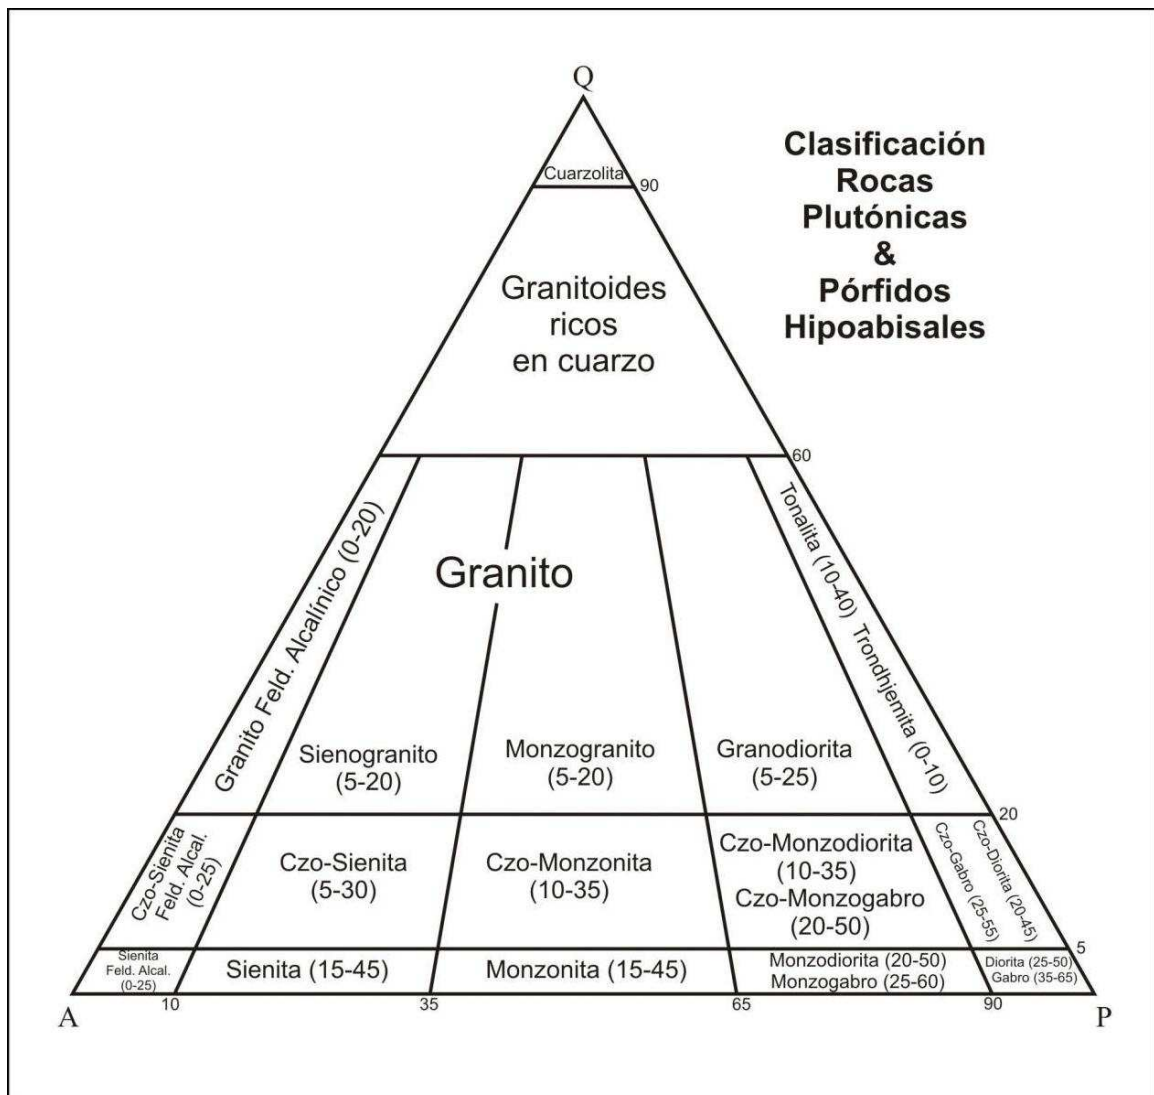 Q
Clasificación
Rocas
Plutónicas
&
Pórfidos
Hipoabisales
Cuarzolita
90
Granitoides
ricos
en cuarzo
60
Granito Feld. Alcalínico (0-20)
Granito
Tonalita (10-40) Trondhjemita (0-10)
Sienogranito
(5-20)
Monzogranito
(5-20)
Granodiorita
(5-25)
20
Czo-Sienita
Feld. Alcal.
(0-25)
Czo-Sienita
(5-30)
Czo-Monzonita
(10-35)
Czo-Monzodiorita
(10-35)
Czo-Monzogabro
(20-50)
Czo-Gabro (25-55)
Czo-Diorita (20-45)
5
Sienita
Feld. Alcal.
(0-25)
Sienita (15-45)
Monzonita (15-45)
Monzodiorita (20-50)
Monzogabro (25-60)
Diorita (25-50)
Gabro (35-65)
A
10
35
65
90
P